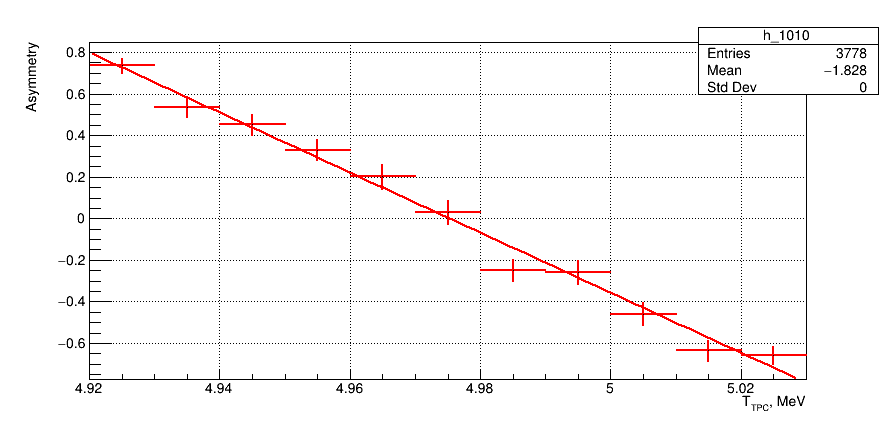 h_1010
Entries 3778
Mean −1.828
Std Dev 0
Asymmetry
0.8
0.6
0.4
0.2
0
−0.2
−0.4
−0.6
4.92 4.94 4.96 4.98 5 5.02
T_TPC, MeV